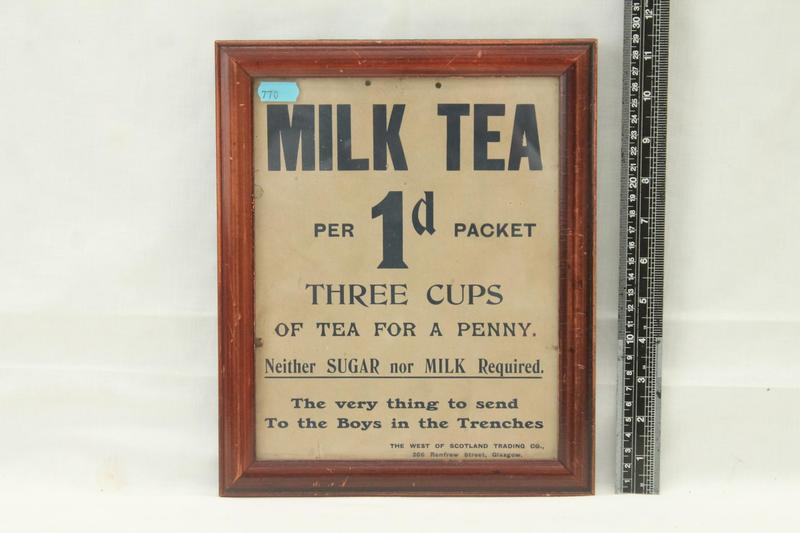 770
MILK TEA
PER 1d PACKET
THREE CUPS
OF TEA FOR A PENNY.
Neither SUGAR nor MILK Required.
The very thing to send
To the Boys in the Trenches
THE WEST OF SCOTLAND TRADING CO.,
266 Renfrew Street, Glasgow.